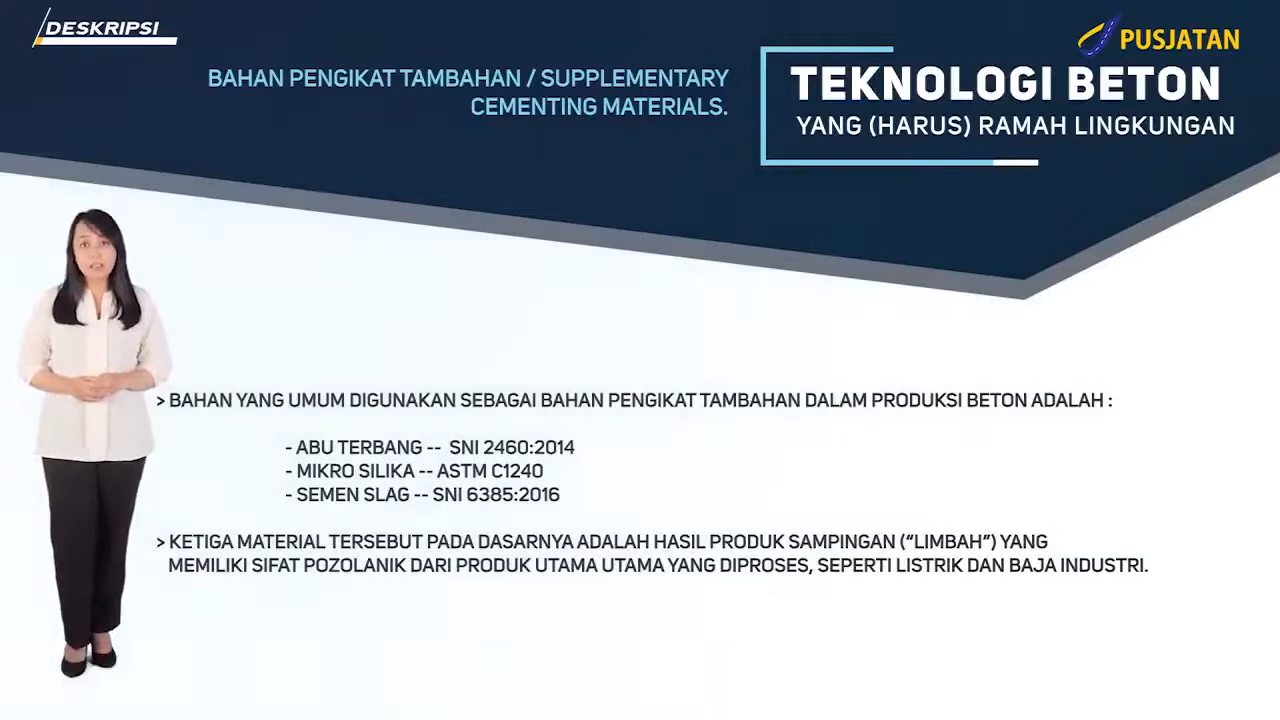 DESKRIPSI
PUSJATAN
BAHAN PENGIKAT TAMBAHAN / SUPPLEMENTARY
CEMENTING MATERIALS.
TEKNOLOGI BETON
YANG (HARUS) RAMAH LINGKUNGAN
> BAHAN YANG UMUM DIGUNAKAN SEBAGAI BAHAN PENGIKAT TAMBAHAN DALAM PRODUKSI BETON ADALAH :
- ABU TERBANG -- SNI 2460:2014
- MIKRO SILIKA -- ASTM C1240
- SEMEN SLAG -- SNI 6385:2016
> KETIGA MATERIAL TERSEBUT PADA DASARNYA ADALAH HASIL PRODUK SAMPINGAN (“LIMBAH”) YANG
MEMILIKI SIFAT POZOLANIK DARI PRODUK UTAMA UTAMA YANG DIPROSES, SEPERTI LISTRIK DAN BAJA INDUSTRI.